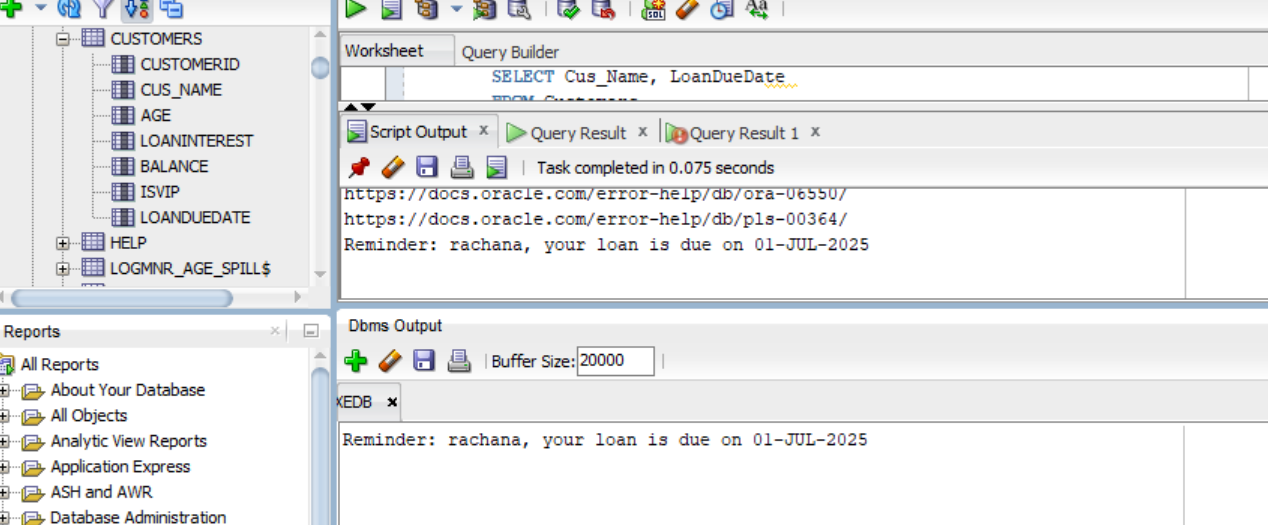 CUSTOMERS
CUSTOMERID
CUS_NAME
AGE
LOANINTEREST
BALANCE
ISVIP
LOANDUEDATE
HELP
LOGMNR_AGE_SPILL$
Reports
All Reports
About Your Database
All Objects
Analytic View Reports
Application Express
ASH and AWR
Database Administration
SQL
Aa
Worksheet
Query Builder
SELECT Cus_Name, LoanDueDate
FROM Customers
Script Output x
Query Result x
Query Result 1 x
Task completed in 0.075 seconds
https://docs.oracle.com/error-help/db/ora-06550/
https://docs.oracle.com/error-help/db/pls-00364/
Reminder: rachana, your loan is due on 01-JUL-2025
Dbms Output
Buffer Size: 20000
XEDB x
Reminder: rachana, your loan is due on 01-JUL-2025